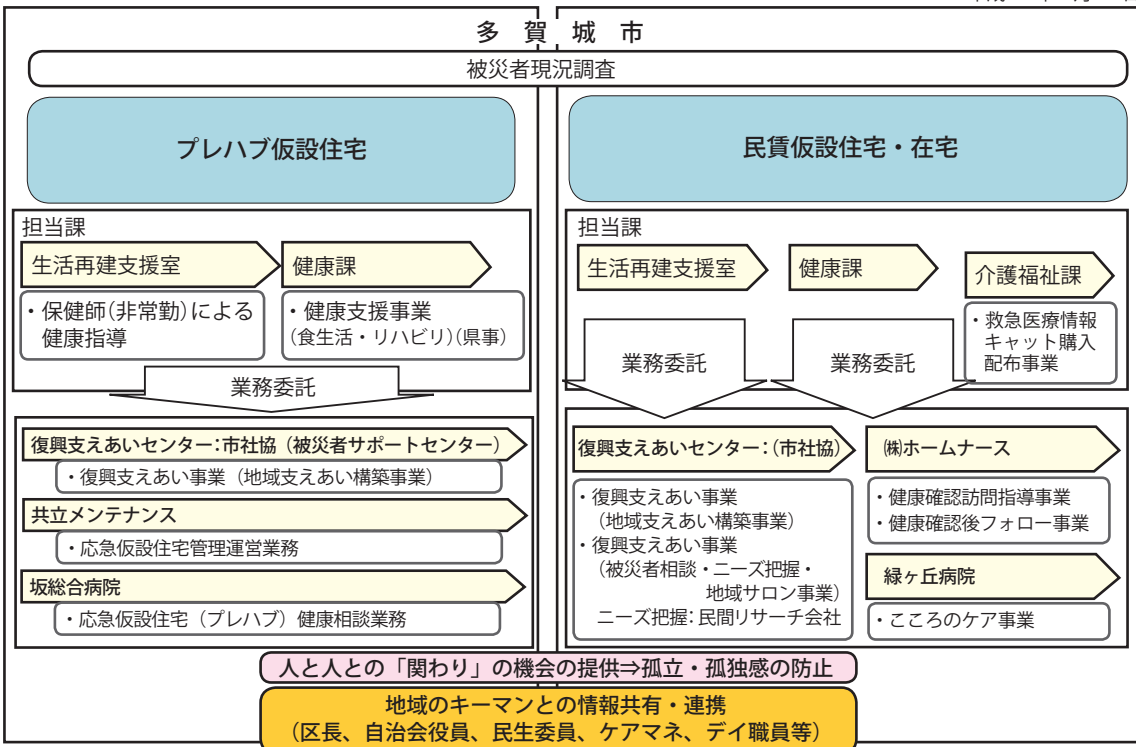 多賀城市
被災者現況調査
プレハブ仮設住宅
担当課
生活再建支援室
・保健師(非常勤)による
健康指導
健康課
・健康支援事業
(食生活・リハビリ)(県事)
業務委託
復興支えあいセンター:市社協（被災者サポートセンター）
・復興支えあい事業（地域支えあい構築事業）
共立メンテナンス
・応急仮設住宅管理運営業務
坂総合病院
・応急仮設住宅（プレハブ）健康相談業務
民賃仮設住宅・在宅
担当課
生活再建支援室
健康課
介護福祉課
・救急医療情報
キャット購入
配布事業
業務委託
業務委託
復興支えあいセンター:(市社協)
・復興支えあい事業
（地域支えあい構築事業）
・復興支えあい事業
（被災者相談・ニーズ把握・
地域サロン事業）
ニーズ把握:民間リサーチ会社
㈱ホームナース
・健康確認訪問指導事業
・健康確認後フォロー事業
緑ヶ丘病院
・こころのケア事業
人と人との「関わり」の機会の提供⇒孤立・孤独感の防止
地域のキーマンとの情報共有・連携
（区長、自治会役員、民生委員、ケアマネ、デイ職員等）